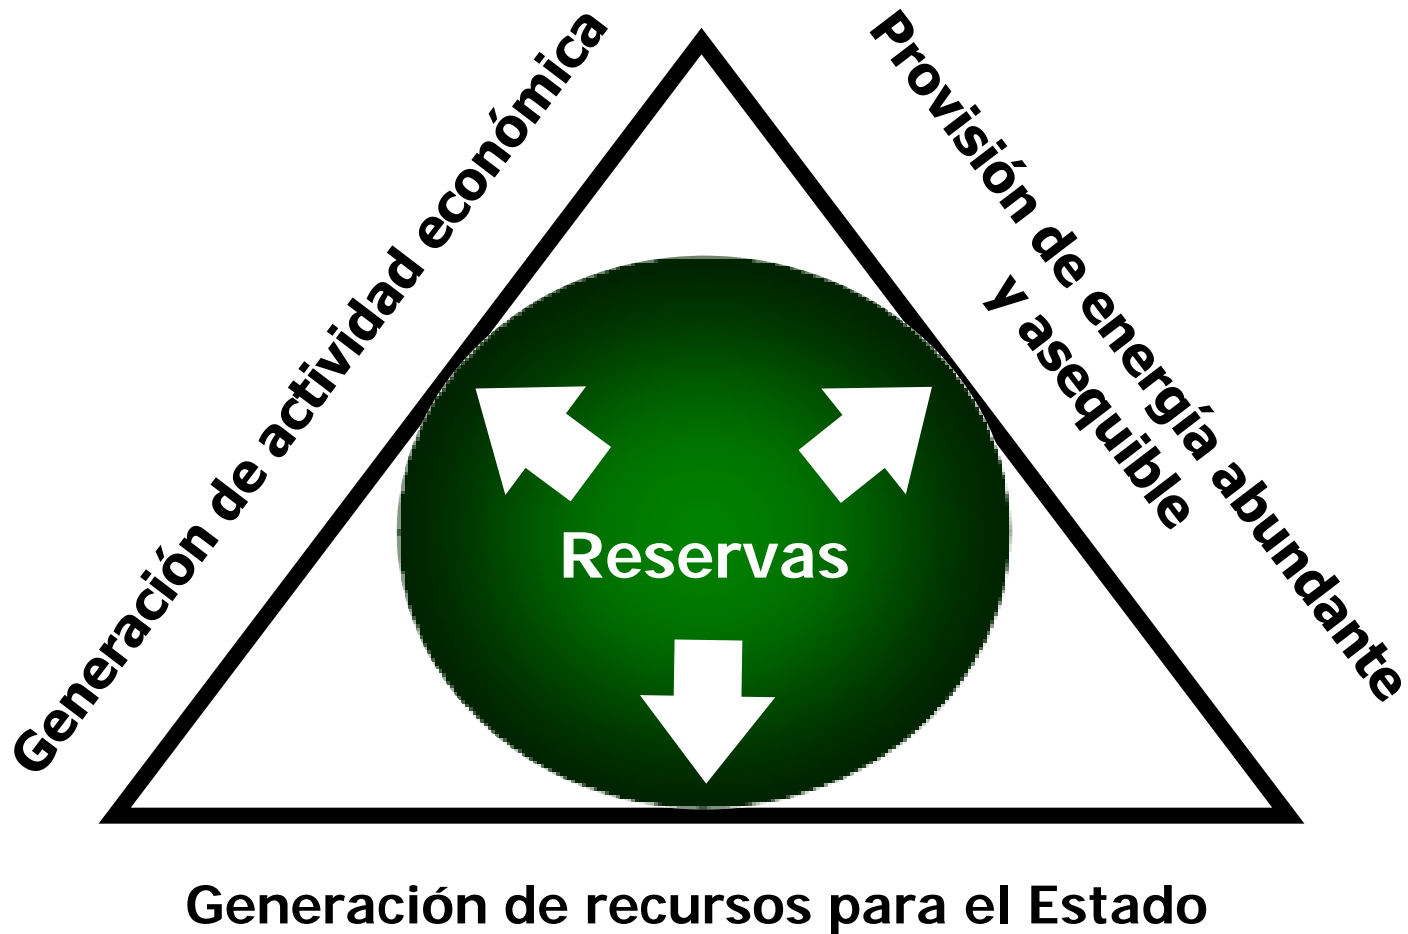 Generación de actividad económica
Provisión de energía abundante
y asequible
Reservas
Generación de recursos para el Estado